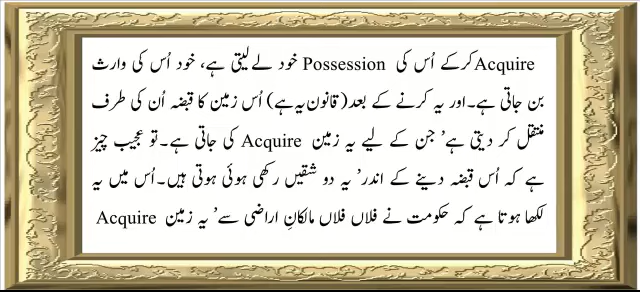 Acquire کرکے اُس کی Possession خود لے لیتی ہے، خود اُس کی وارث
بن جاتی ہے۔اور یہ کرنے کے بعد(قانون یہ ہے) اُس زمین کا قبضہ اُن کی طرف
منتقل کر دیتی ہے’ جن کے لیے یہ زمین Acquire کی جاتی ہے۔تو عجیب چیز
ہے کہ اُس قبضہ دینے کے اندر’ یہ دو شقیں رکھی ہوئی ہوتی ہیں۔اُس میں یہ
لکھا ہوتا ہے کہ حکومت نے فلاں فلاں مالکانِ اراضی سے’ یہ زمین Acquire